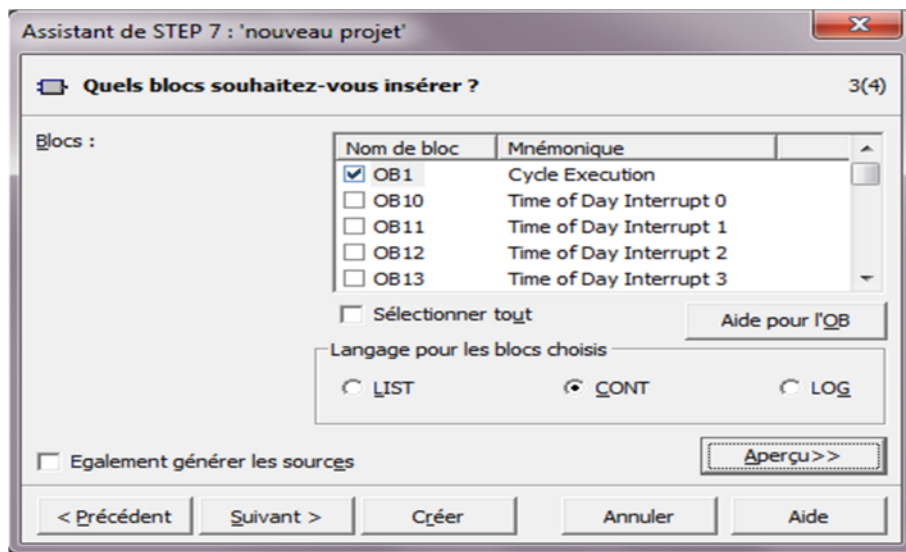 Assistant de STEP 7 : 'nouveau projet'
Quels blocs souhaitez-vous insérer ? 3(4)
Blocs :
Nom de bloc Mnémonique
OB1 Cycle Execution
OB10 Time of Day Interrupt 0
OB11 Time of Day Interrupt 1
OB12 Time of Day Interrupt 2
OB13 Time of Day Interrupt 3
Sélectionner tout
Aide pour l'OB
Langage pour les blocs choisis
LIST CONT LOG
Egalement générer les sources
Aperçu>>
< Précédent Suivant > Créer Annuler Aide